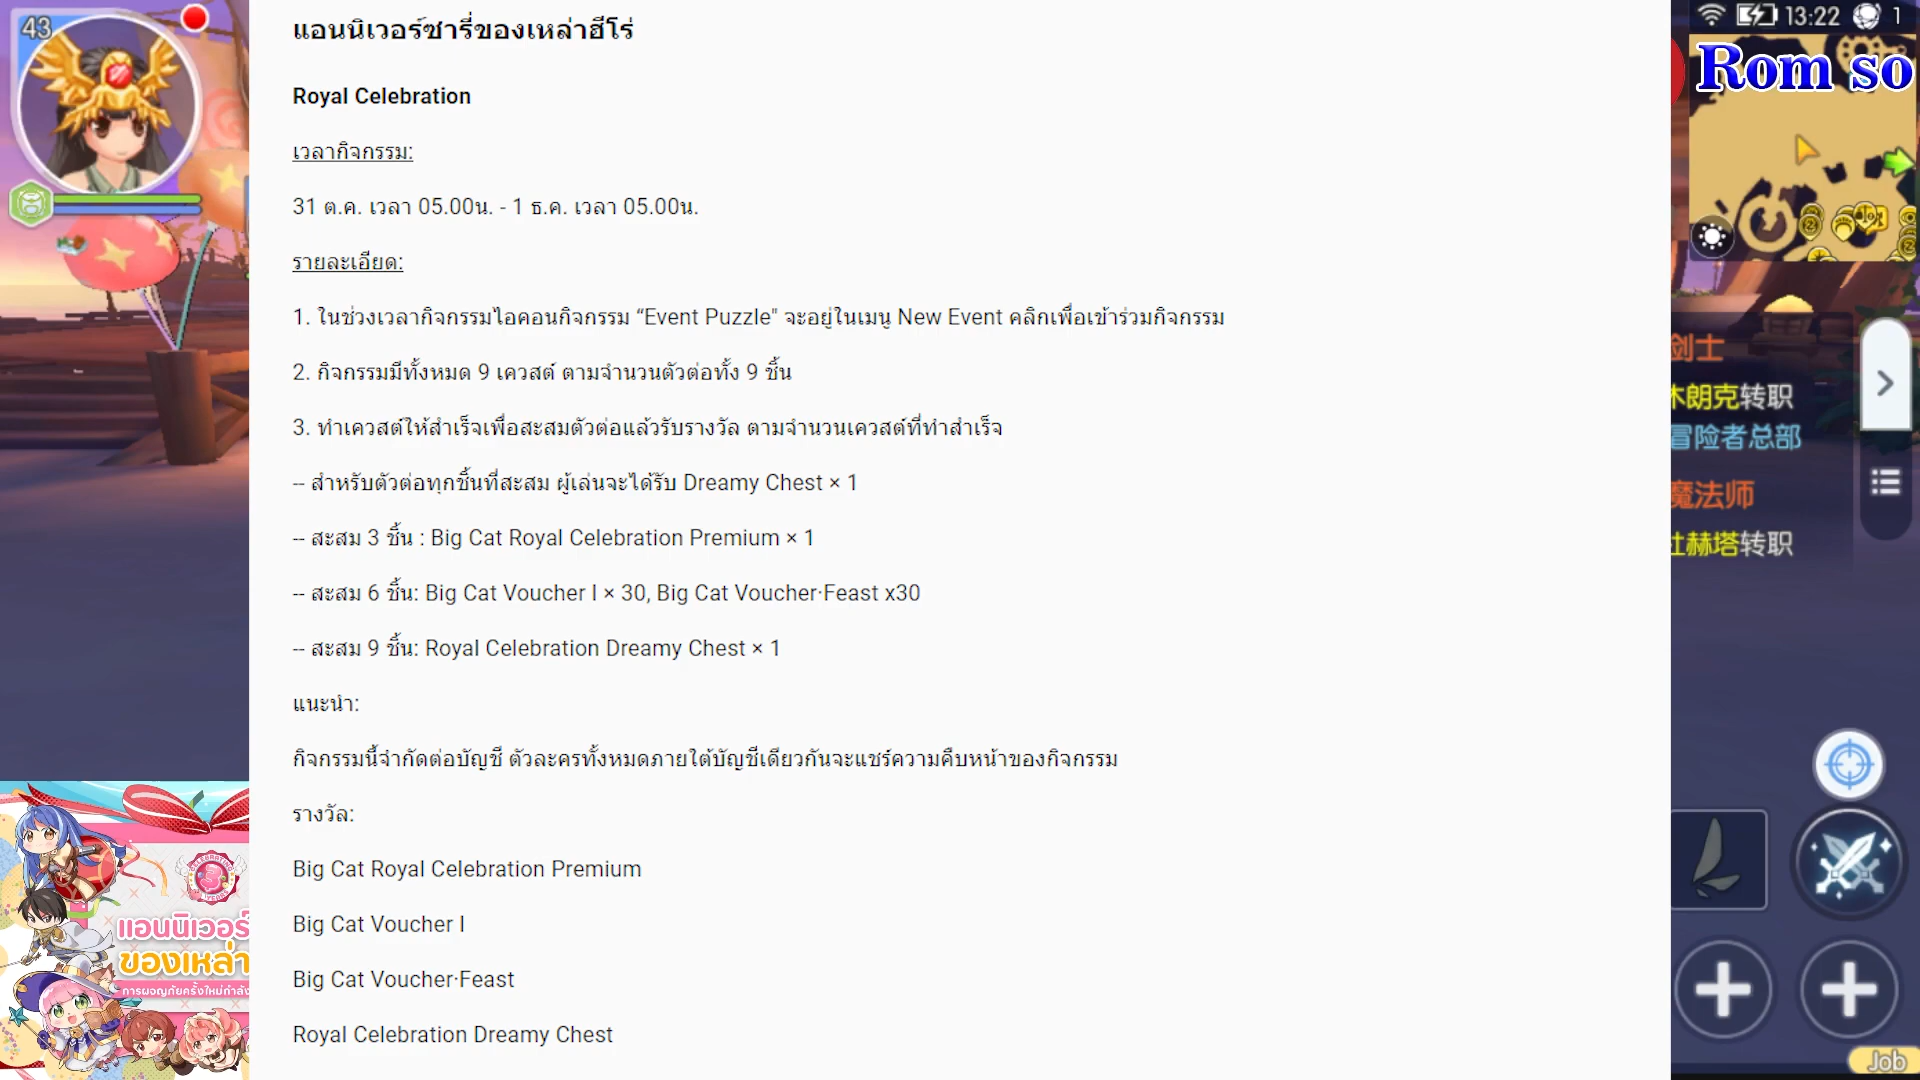 43
แอนนิเวอร์ซารี่ของเหล่าฮีโร่
Royal Celebration
เวลากิจกรรม:
31 ต.ค. เวลา 05.00น. - 1 ธ.ค. เวลา 05.00น.
รายละเอียด:
1. ในช่วงเวลากิจกรรมไอคอนกิจกรรม “Event Puzzle" จะอยู่ในเมนู New Event คลิกเพื่อเข้าร่วมกิจกรรม
2. กิจกรรมมีทั้งหมด 9 เควสต์ ตามจำนวนตัวต่อทั้ง 9 ชิ้น
3. ทำเควสต์ให้สำเร็จเพื่อสะสมตัวต่อแล้วรับรางวัล ตามจำนวนเควสต์ที่ทำสำเร็จ
-- สำหรับตัวต่อทุกชิ้นที่สะสม ผู้เล่นจะได้รับ Dreamy Chest × 1
-- สะสม 3 ชิ้น : Big Cat Royal Celebration Premium × 1
-- สะสม 6 ชิ้น: Big Cat Voucher I × 30, Big Cat Voucher·Feast x30
-- สะสม 9 ชิ้น: Royal Celebration Dreamy Chest × 1
แนะนำ:
กิจกรรมนี้จำกัดต่อบัญชี ตัวละครทั้งหมดภายใต้บัญชีเดียวกันจะแชร์ความคืบหน้าของกิจกรรม
รางวัล:
Big Cat Royal Celebration Premium
Big Cat Voucher I
Big Cat Voucher·Feast
Royal Celebration Dreamy Chest
แอนนิเวอร์
ของเหล่า
การผจญภัยครั้งใหม่กำลัง
13:22 1
Rom so
剑士
木朗克转职
冒险者总部
魔法师
杜赫塔转职
Job